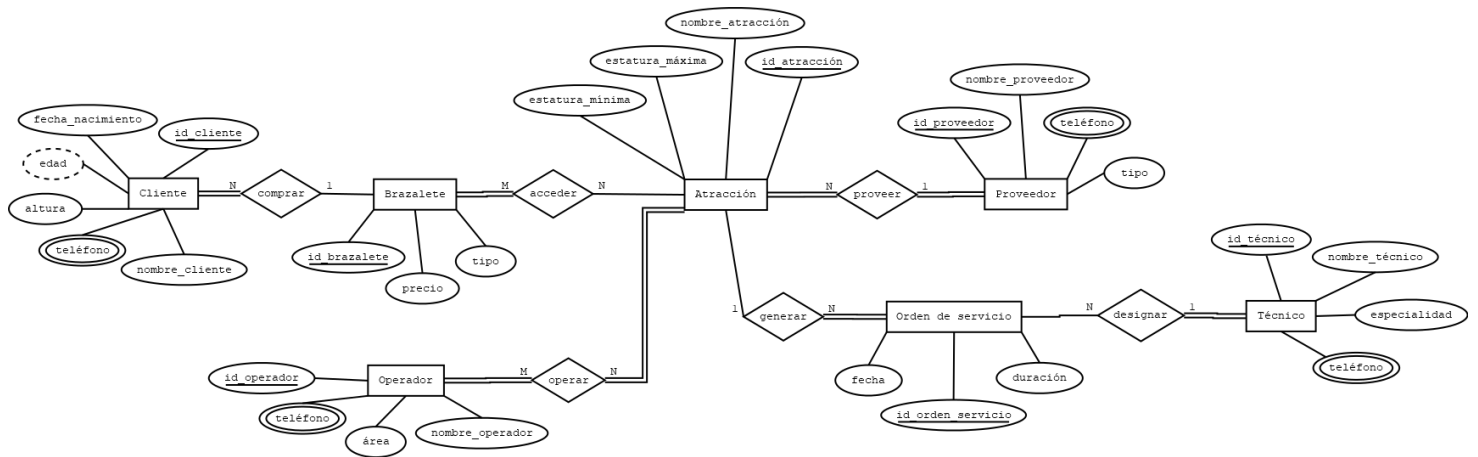 nombre_atracción
estatura_máxima
id_atracción
estatura_mínima
nombre_proveedor
id_proveedor
teléfono
tipo
fecha_nacimiento
id_cliente
edad
altura
teléfono
nombre_cliente
Cliente
N
comprar
1
Brazalete
M
acceder
N
Atracción
N
proveer
1
Proveedor
id_brazalete
precio
tipo
id_técnico
nombre_técnico
1
generar
N
Orden de servicio
N
designar
1
Técnico
especialidad
teléfono
fecha
id_orden_servicio
duración
id_operador
Operador
M
operar
N
teléfono
área
nombre_operador